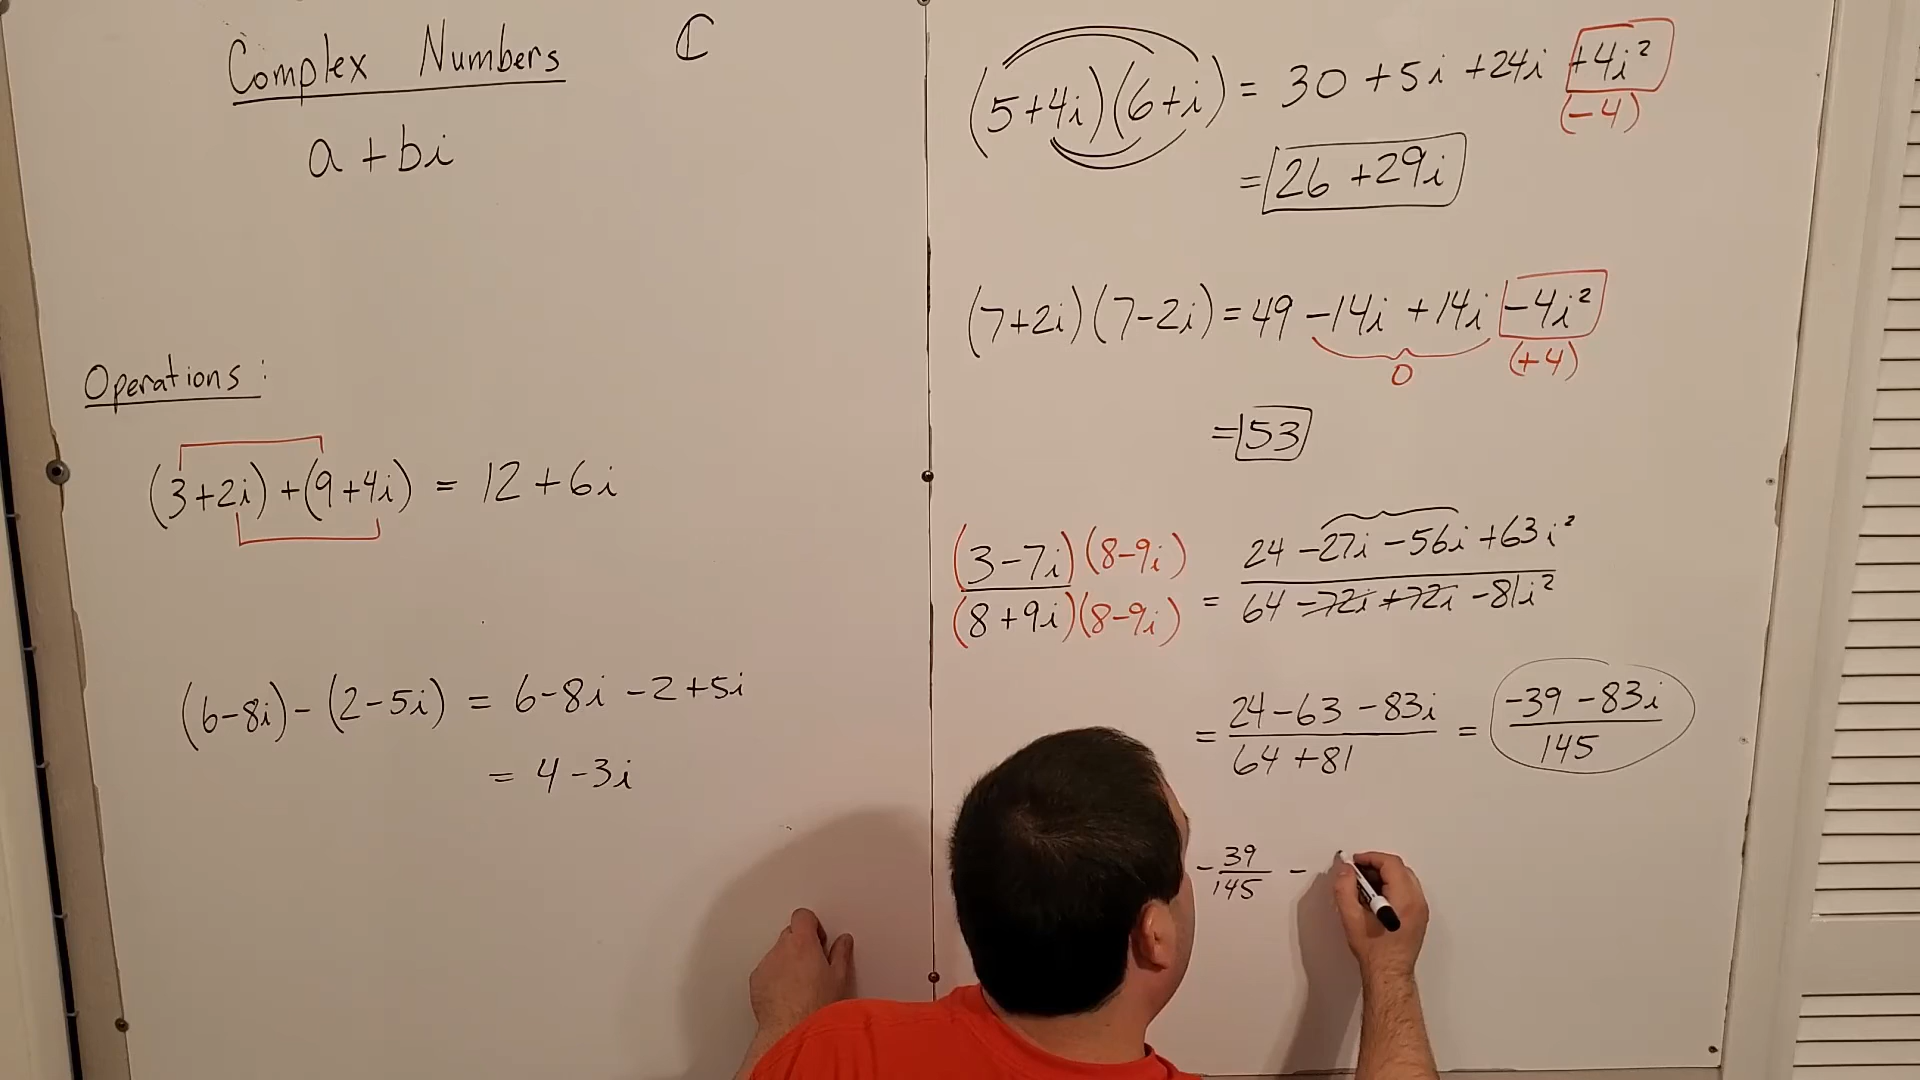 Complex Numbers ℂ
a + bi
Operations:
(3+2i) + (9+4i) = 12 + 6i
(6-8i) - (2-5i) = 6-8i -2 +5i
= 4 - 3i
(5+4i)(6+i) = 30 + 5i + 24i +4i²
(-4)
= 26 + 29i
(7+2i)(7-2i) = 49 -14i +14i -4i²
0 (+4)
= 53
(3-7i)(8-9i) / (8+9i)(8-9i) = 24 -27i -56i +63i² / 64 -72i +72i -81i²
= 24-63 -83i / 64 +81 = -39 -83i / 145
-39/145 -